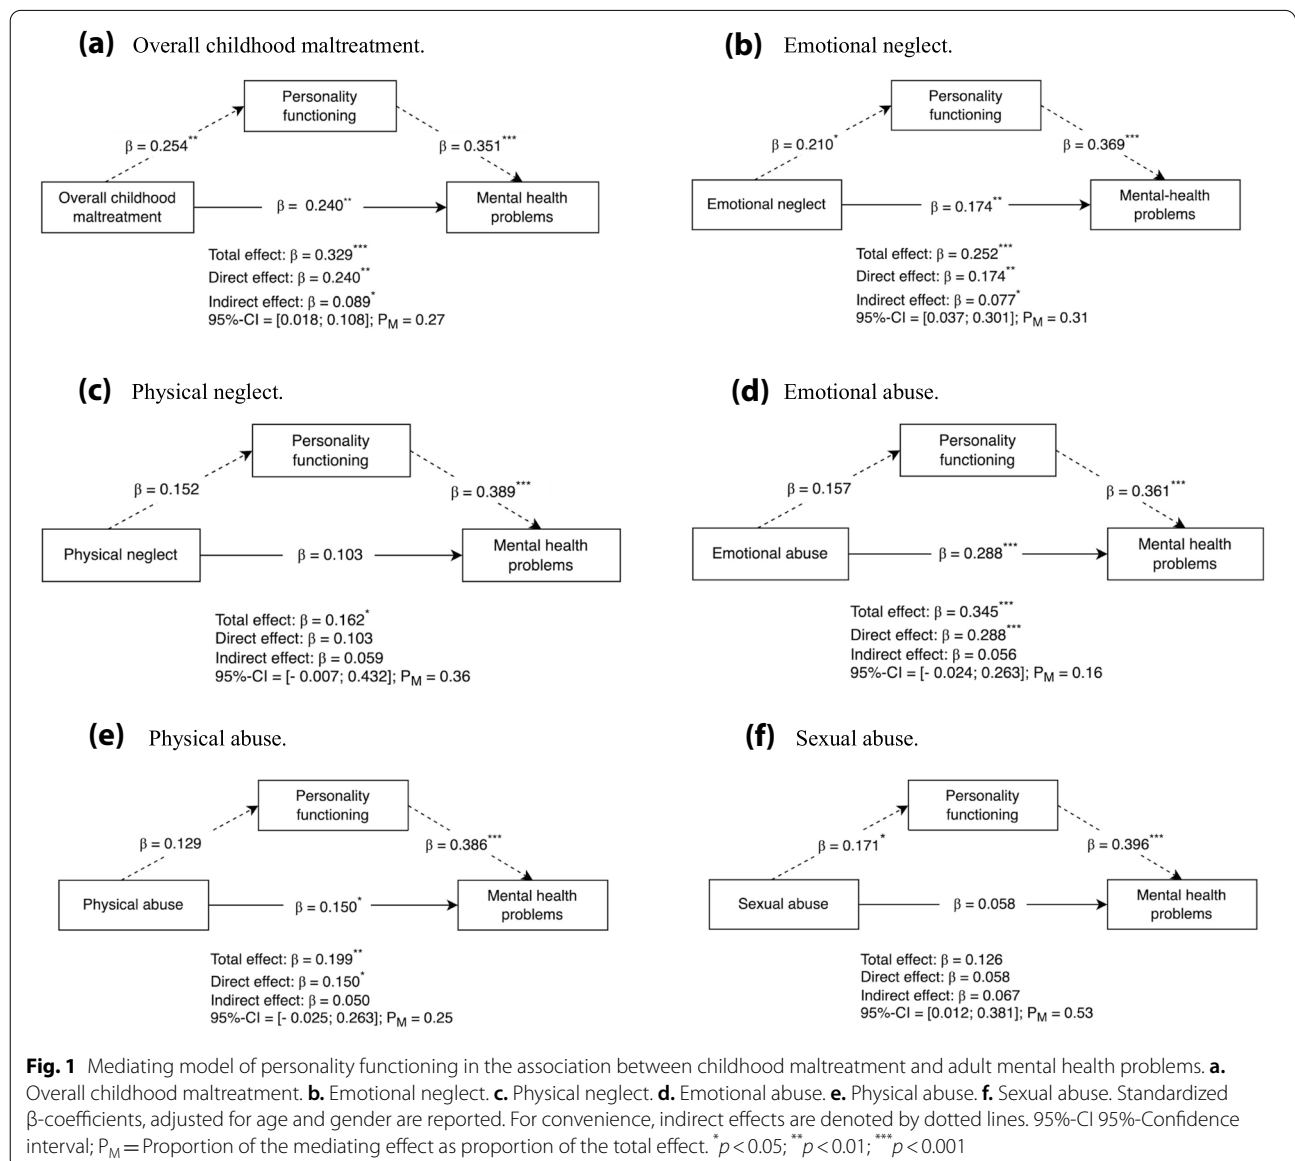 (a) Overall childhood maltreatment.
Personality
functioning
β = 0.254**
β = 0.351***
Overall childhood
maltreatment
β = 0.240**
Mental health
problems
Total effect: β = 0.329***
Direct effect: β = 0.240**
Indirect effect: β = 0.089*
95%-CI = [0.018; 0.108]; PM = 0.27
(b) Emotional neglect.
Personality
functioning
β = 0.210*
β = 0.369***
Emotional neglect
β = 0.174**
Mental-health
problems
Total effect: β = 0.252***
Direct effect: β = 0.174**
Indirect effect: β = 0.077*
95%-CI = [0.037; 0.301]; PM = 0.31
(c) Physical neglect.
Personality
functioning
β = 0.152
β = 0.389***
Physical neglect
β = 0.103
Mental health
problems
Total effect: β = 0.162*
Direct effect: β = 0.103
Indirect effect: β = 0.059
95%-CI = [- 0.007; 0.432]; PM = 0.36
(d) Emotional abuse.
Personality
functioning
β = 0.157
β = 0.361***
Emotional abuse
β = 0.288***
Mental health
problems
Total effect: β = 0.345***
Direct effect: β = 0.288***
Indirect effect: β = 0.056
95%-CI = [- 0.024; 0.263]; PM = 0.16
(e) Physical abuse.
Personality
functioning
β = 0.129
β = 0.386***
Physical abuse
β = 0.150*
Mental health
problems
Total effect: β = 0.199**
Direct effect: β = 0.150*
Indirect effect: β = 0.050
95%-CI = [- 0.025; 0.263]; PM = 0.25
(f) Sexual abuse.
Personality
functioning
β = 0.171*
β = 0.396***
Sexual abuse
β = 0.058
Mental health
problems
Total effect: β = 0.126
Direct effect: β = 0.058
Indirect effect: β = 0.067
95%-CI = [0.012; 0.381]; PM = 0.53
Fig. 1 Mediating model of personality functioning in the association between childhood maltreatment and adult mental health problems. a.
Overall childhood maltreatment. b. Emotional neglect. c. Physical neglect. d. Emotional abuse. e. Physical abuse. f. Sexual abuse. Standardized
β-coefficients, adjusted for age and gender are reported. For convenience, indirect effects are denoted by dotted lines. 95%-CI 95%-Confidence
interval; PM = Proportion of the mediating effect as proportion of the total effect. *p < 0.05; **p < 0.01; ***p < 0.001